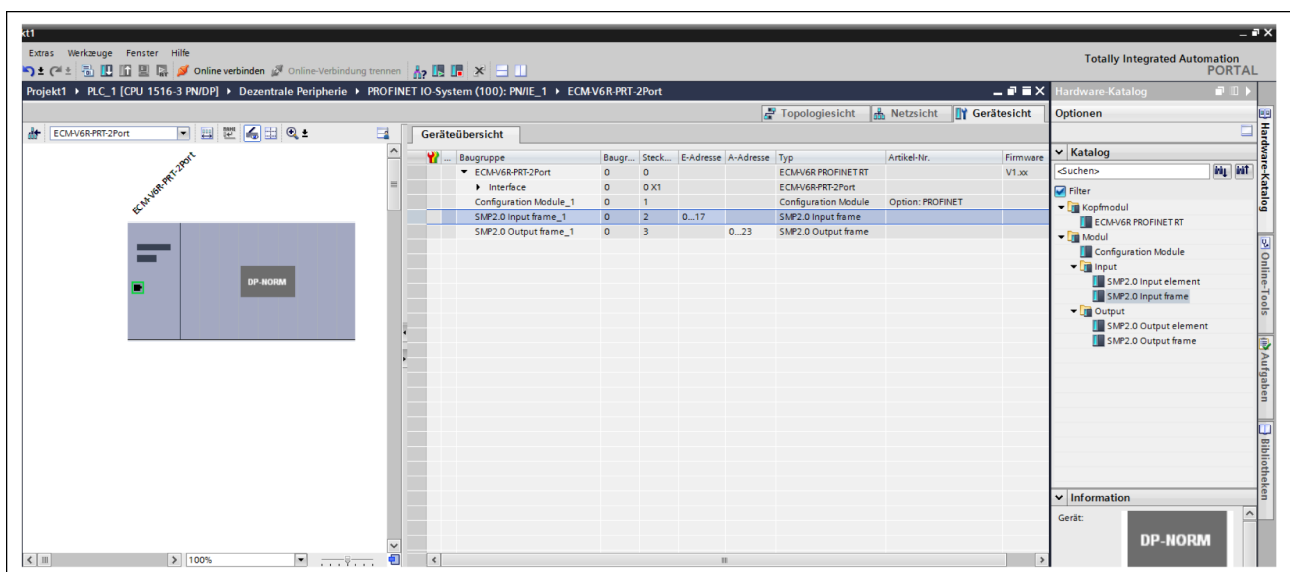 kt1
Extras Werkzeuge Fenster Hilfe
Totally Integrated Automation
PORTAL
Online verbinden Online-Verbindung trennen
Projekt1 PLC_1 [CPU 1516-3 PN/DP] Dezentrale Peripherie PROFINET IO-System (100): PN/IE_1 ECM-V6R-PRT-2Port
Hardware-Katalog
Topologiesicht Netzsicht Gerätesicht
Optionen
ECM-V6R-PRT-2Port
Geräteübersicht
... Baugruppe Baugr... Steck... E-Adresse A-Adresse Typ Artikel-Nr. Firmware
ECM-V6R-PRT-2Port 0 0 ECM-V6R PROFINET RT V1.xx
Interface 0 0 X1 ECM-V6R-PRT-2Port
Configuration Module_1 0 1 Configuration Module Option: PROFINET
SMP2.0 Input frame_1 0 2 0...17 SMP2.0 Input frame
SMP2.0 Output frame_1 0 3 0...23 SMP2.0 Output frame
ECM-V6R-PRT-2Port
DP-NORM
100%
Katalog
<Suchen>
Filter
Kopfmodul
ECM-V6R PROFINET RT
Modul
Configuration Module
Input
SMP2.0 Input element
SMP2.0 Input frame
Output
SMP2.0 Output element
SMP2.0 Output frame
Information
Gerät:
DP-NORM
Hardware-Katalog
Online-Tools
Aufgaben
Bibliotheken